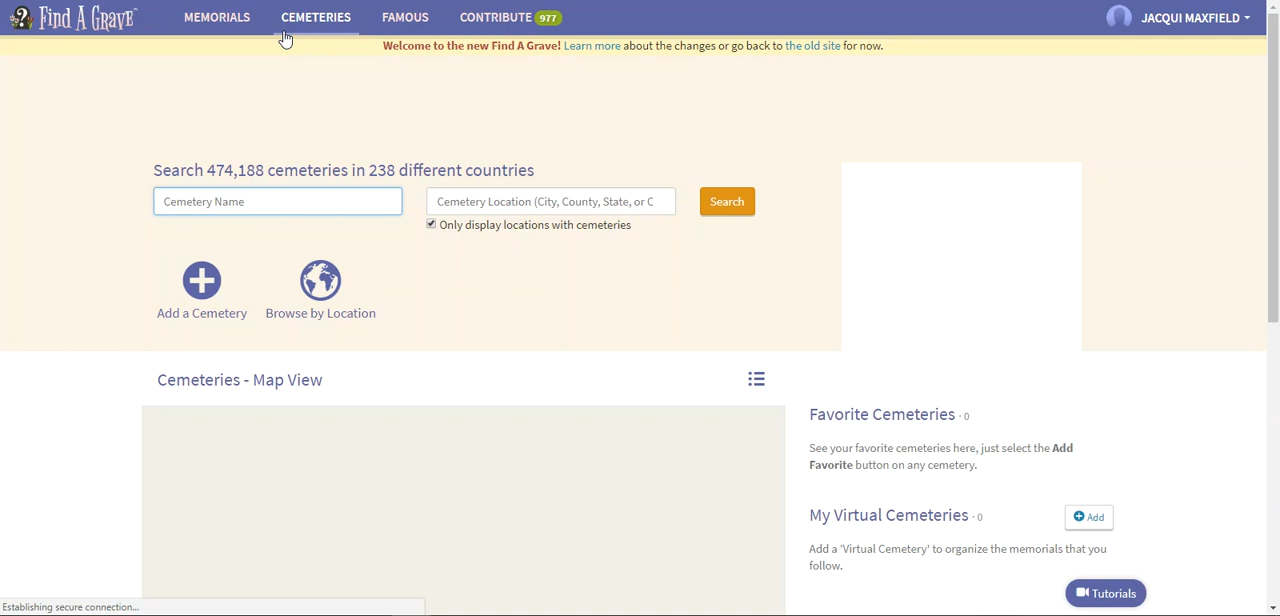 Find A Grave MEMORIALS CEMETERIES FAMOUS CONTRIBUTE 977 JACQUI MAXFIELD
Welcome to the new Find A Grave! Learn more about the changes or go back to the old site for now.
Search 474,188 cemeteries in 238 different countries
Cemetery Name Cemetery Location (City, County, State, or C Search
Only display locations with cemeteries
Add a Cemetery Browse by Location
Cemeteries - Map View
Favorite Cemeteries · 0
See your favorite cemeteries here, just select the Add
Favorite button on any cemetery.
My Virtual Cemeteries · 0 Add
Add a 'Virtual Cemetery' to organize the memorials that you
follow.
Tutorials
Establishing secure connection...